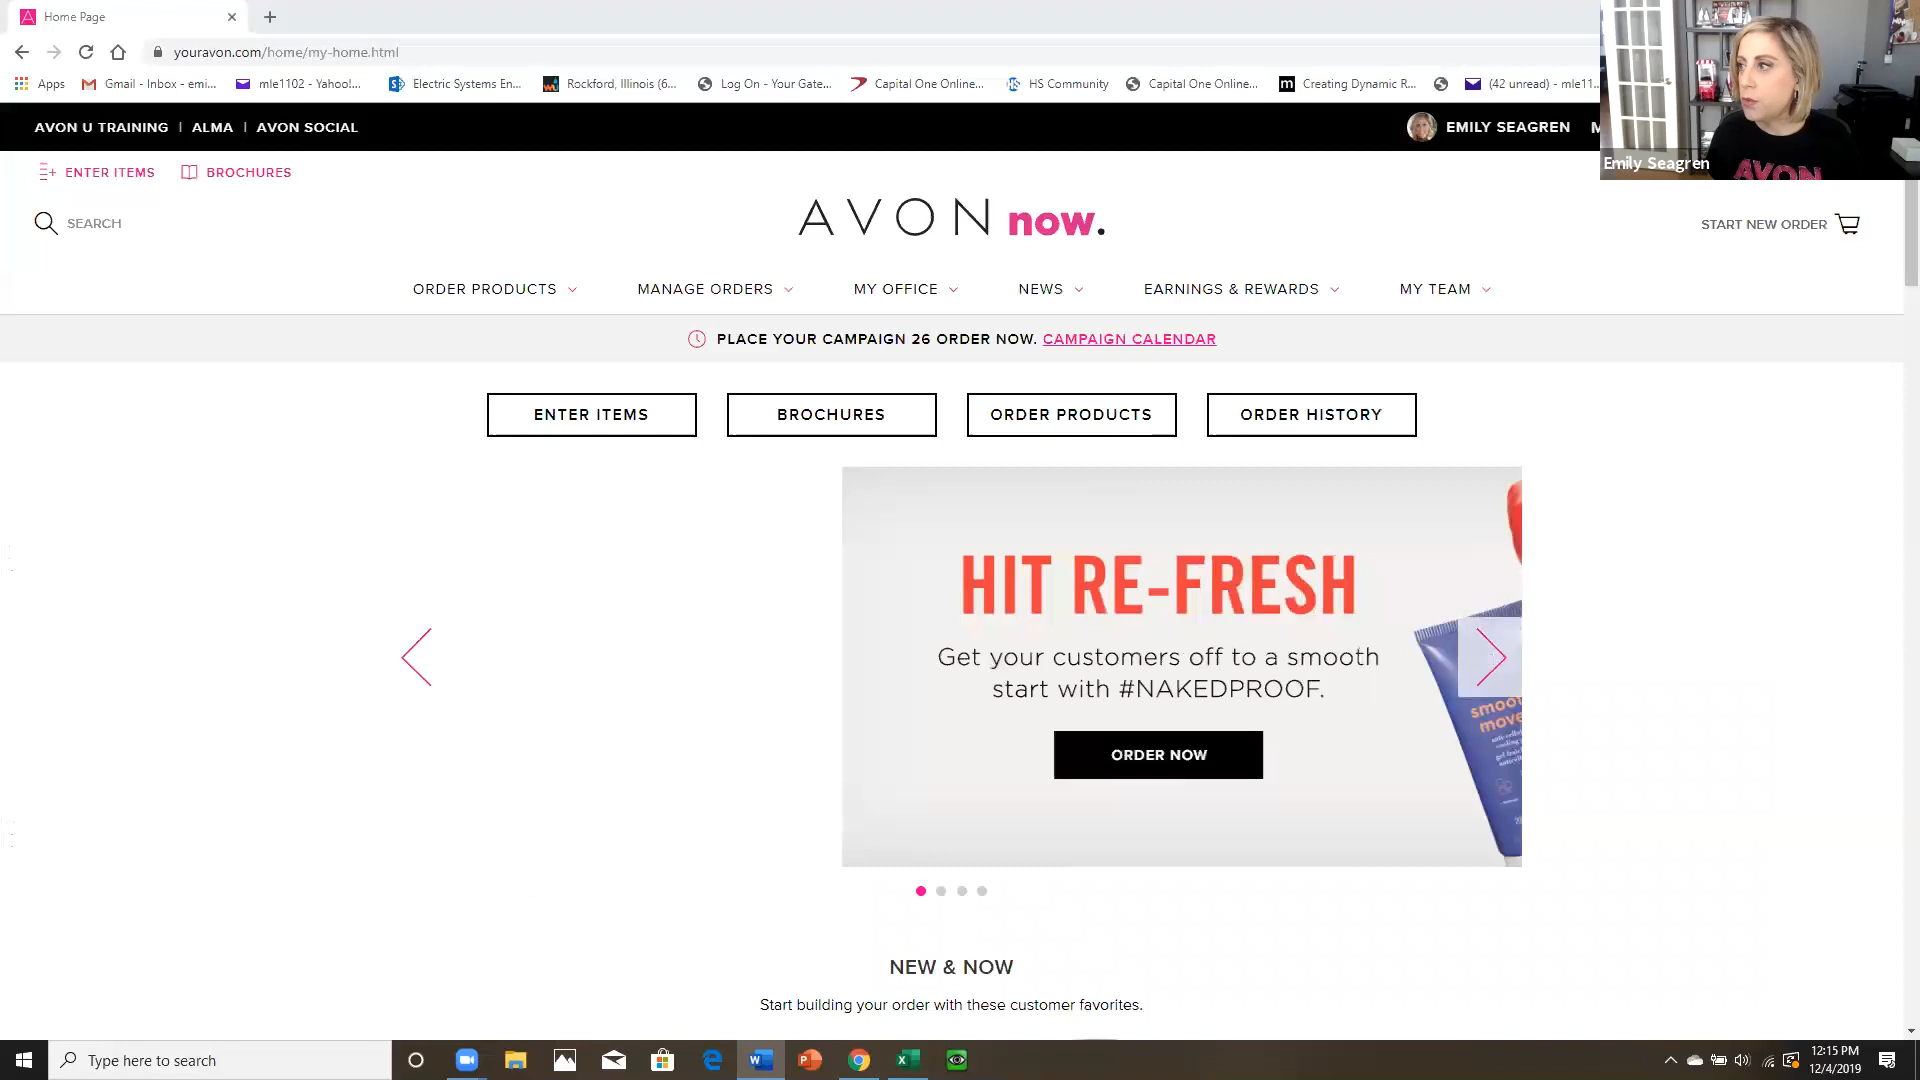 Home Page
youravon.com/home/my-home.html
Apps
Gmail - Inbox - emi...
mle1102 - Yahoo!...
Electric Systems En...
Rockford, Illinois (6...
Log On - Your Gate...
Capital One Online...
HS Community
Capital One Online...
Creating Dynamic R...
(42 unread) - mle11...
AVON U TRAINING | ALMA | AVON SOCIAL
EMILY SEAGREN
M
Emily Seagren
AVON
ENTER ITEMS
BROCHURES
SEARCH
AVON now.
START NEW ORDER
ORDER PRODUCTS
MANAGE ORDERS
MY OFFICE
NEWS
EARNINGS & REWARDS
MY TEAM
PLACE YOUR CAMPAIGN 26 ORDER NOW. CAMPAIGN CALENDAR
ENTER ITEMS
BROCHURES
ORDER PRODUCTS
ORDER HISTORY
HIT RE-FRESH
Get your customers off to a smooth
start with #NAKEDPROOF.
ORDER NOW
smoo
move
NEW & NOW
Start building your order with these customer favorites.
Type here to search
12:15 PM
12/4/2019